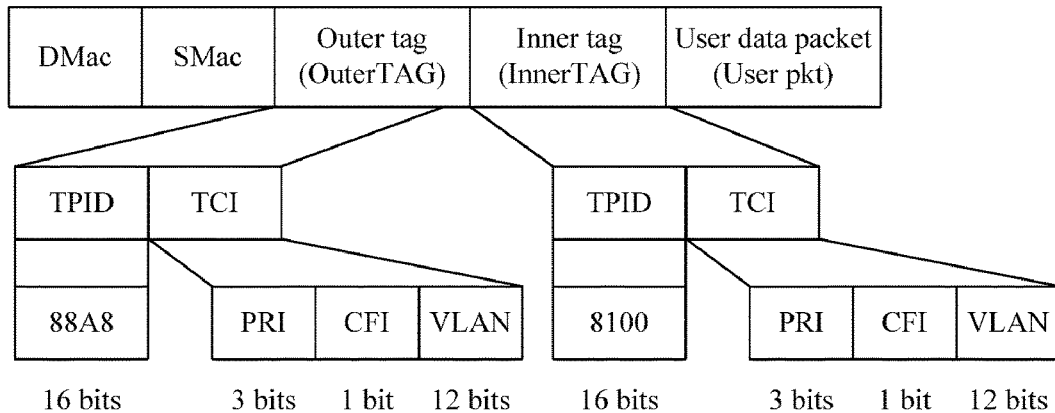 DMac SMac Outer tag (OuterTAG) Inner tag (InnerTAG) User data packet (User pkt)
TPID TCI TPID TCI
88A8 PRI CFI VLAN 8100 PRI CFI VLAN
16 bits 3 bits 1 bit 12 bits 16 bits 3 bits 1 bit 12 bits